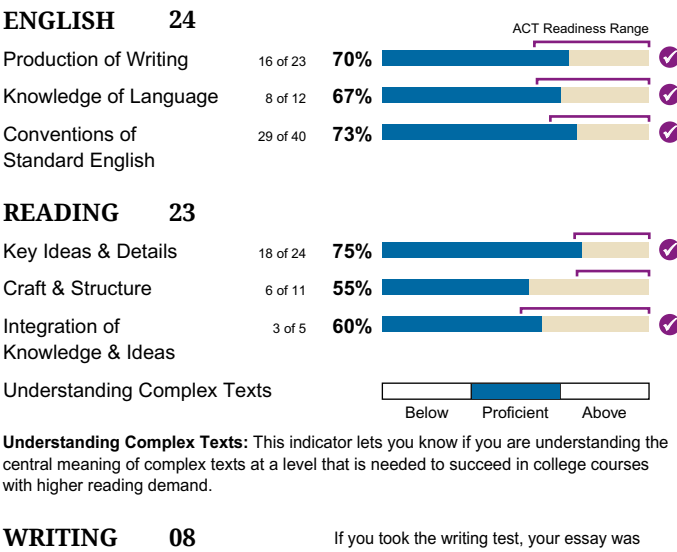 ENGLISH 24
ACT Readiness Range
Production of Writing 16 of 23 70%
Knowledge of Language 8 of 12 67%
Conventions of 29 of 40 73%
Standard English
READING 23
Key Ideas & Details 18 of 24 75%
Craft & Structure 6 of 11 55%
Integration of 3 of 5 60%
Knowledge & Ideas
Understanding Complex Texts
Below Proficient Above
Understanding Complex Texts: This indicator lets you know if you are understanding the
central meaning of complex texts at a level that is needed to succeed in college courses
with higher reading demand.
WRITING 08 If you took the writing test, your essay was